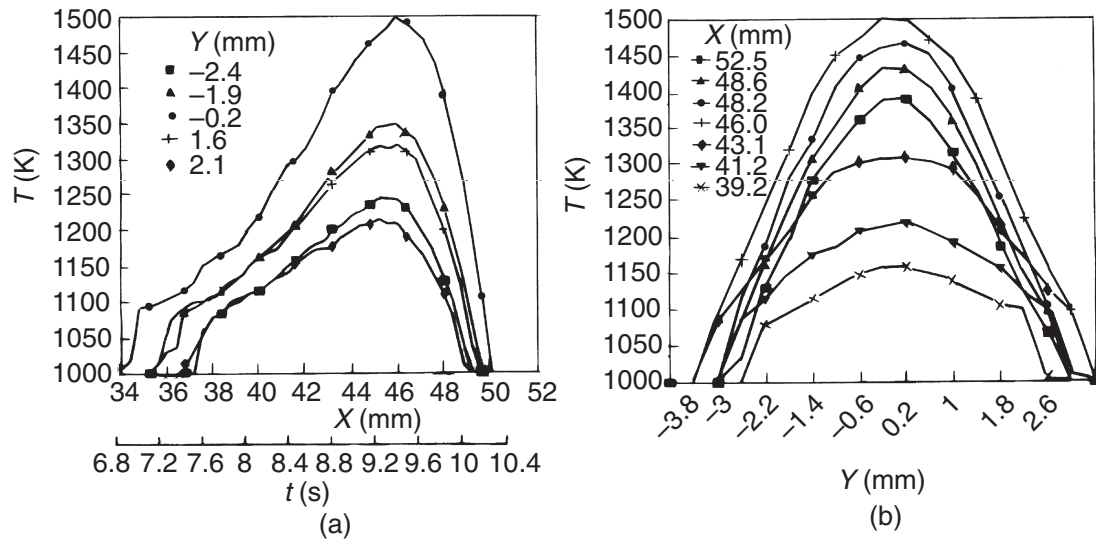 1500
1450
1400
1350
1300
1250
1200
1150
1100
1050
1000
T (K)
Y (mm)
−2.4
−1.9
−0.2
1.6
2.1
34 36 38 40 42 44 46 48 50 52
X (mm)
6.8 7.2 7.6 8 8.4 8.8 9.2 9.6 10 10.4
t (s)
(a)
1500
1450
1400
1350
1300
1250
1200
1150
1100
1050
1000
T (K)
X (mm)
52.5
48.6
48.2
46.0
43.1
41.2
39.2
−3.8 −3 −2.2 −1.4 −0.6 0.2 1 1.8 2.6
Y (mm)
(b)